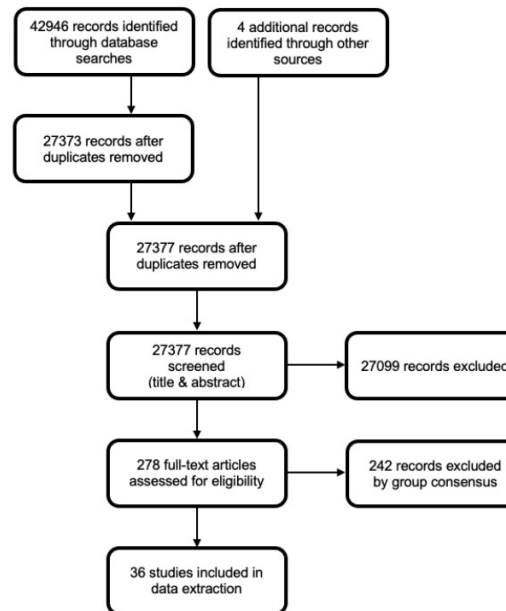 42946 records identified
through database
searches
4 additional records
identified through other
sources
27373 records after
duplicates removed
27377 records after
duplicates removed
27377 records
screened
(title & abstract)
27099 records excluded
278 full-text articles
assessed for eligibility
242 records excluded
by group consensus
36 studies included in
data extraction